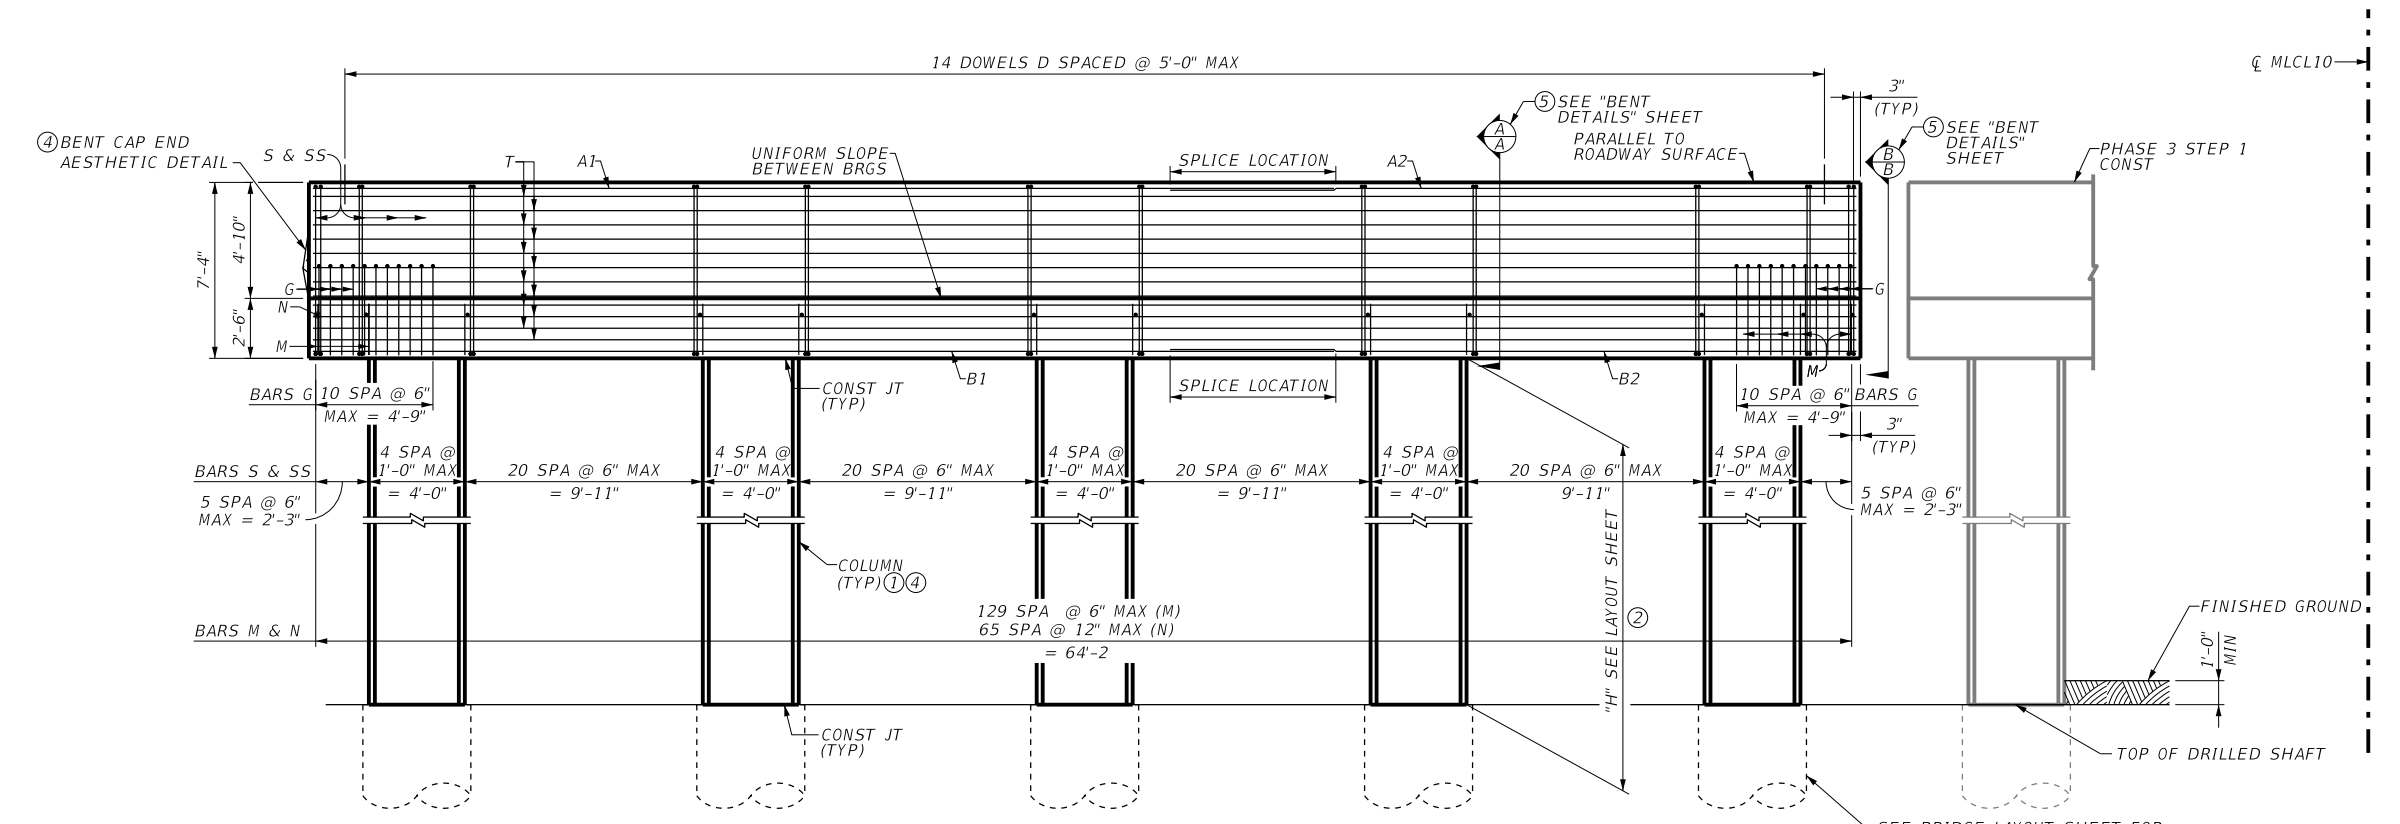 14 DOWELS D SPACED @ 5'-0" MAX
℄ MLCL10
3"
(TYP)
⑤ SEE "BENT
DETAILS" SHEET
⑤ SEE "BENT
DETAILS"
SHEET
A
A
B
B
④ BENT CAP END
AESTHETIC DETAIL
S & SS
T
A1
UNIFORM SLOPE
BETWEEN BRGS
SPLICE LOCATION
A2
PARALLEL TO
ROADWAY SURFACE
PHASE 3 STEP 1
CONST
7'-4"
4'-10"
2'-6"
G
N
M
G
M
CONST JT
(TYP)
B1
SPLICE LOCATION
B2
BARS G
10 SPA @ 6"
MAX = 4'-9"
10 SPA @ 6"
MAX = 4'-9"
BARS G
3"
(TYP)
BARS S & SS
5 SPA @ 6"
MAX = 2'-3"
4 SPA @
1'-0" MAX
= 4'-0"
20 SPA @ 6" MAX
= 9'-11"
4 SPA @
1'-0" MAX
= 4'-0"
20 SPA @ 6" MAX
= 9'-11"
4 SPA @
1'-0" MAX
= 4'-0"
20 SPA @ 6" MAX
= 9'-11"
4 SPA @
1'-0" MAX
= 4'-0"
20 SPA @ 6" MAX
9'-11"
4 SPA @
1'-0" MAX
= 4'-0"
5 SPA @ 6"
MAX = 2'-3"
COLUMN
(TYP) ① ④
"H" SEE LAYOUT SHEET ②
BARS M & N
129 SPA @ 6" MAX (M)
65 SPA @ 12" MAX (N)
= 64'-2
FINISHED GROUND
1'-0"
MIN
CONST JT
(TYP)
TOP OF DRILLED SHAFT
SEE BRIDGE LAYOUT SHEET FOR